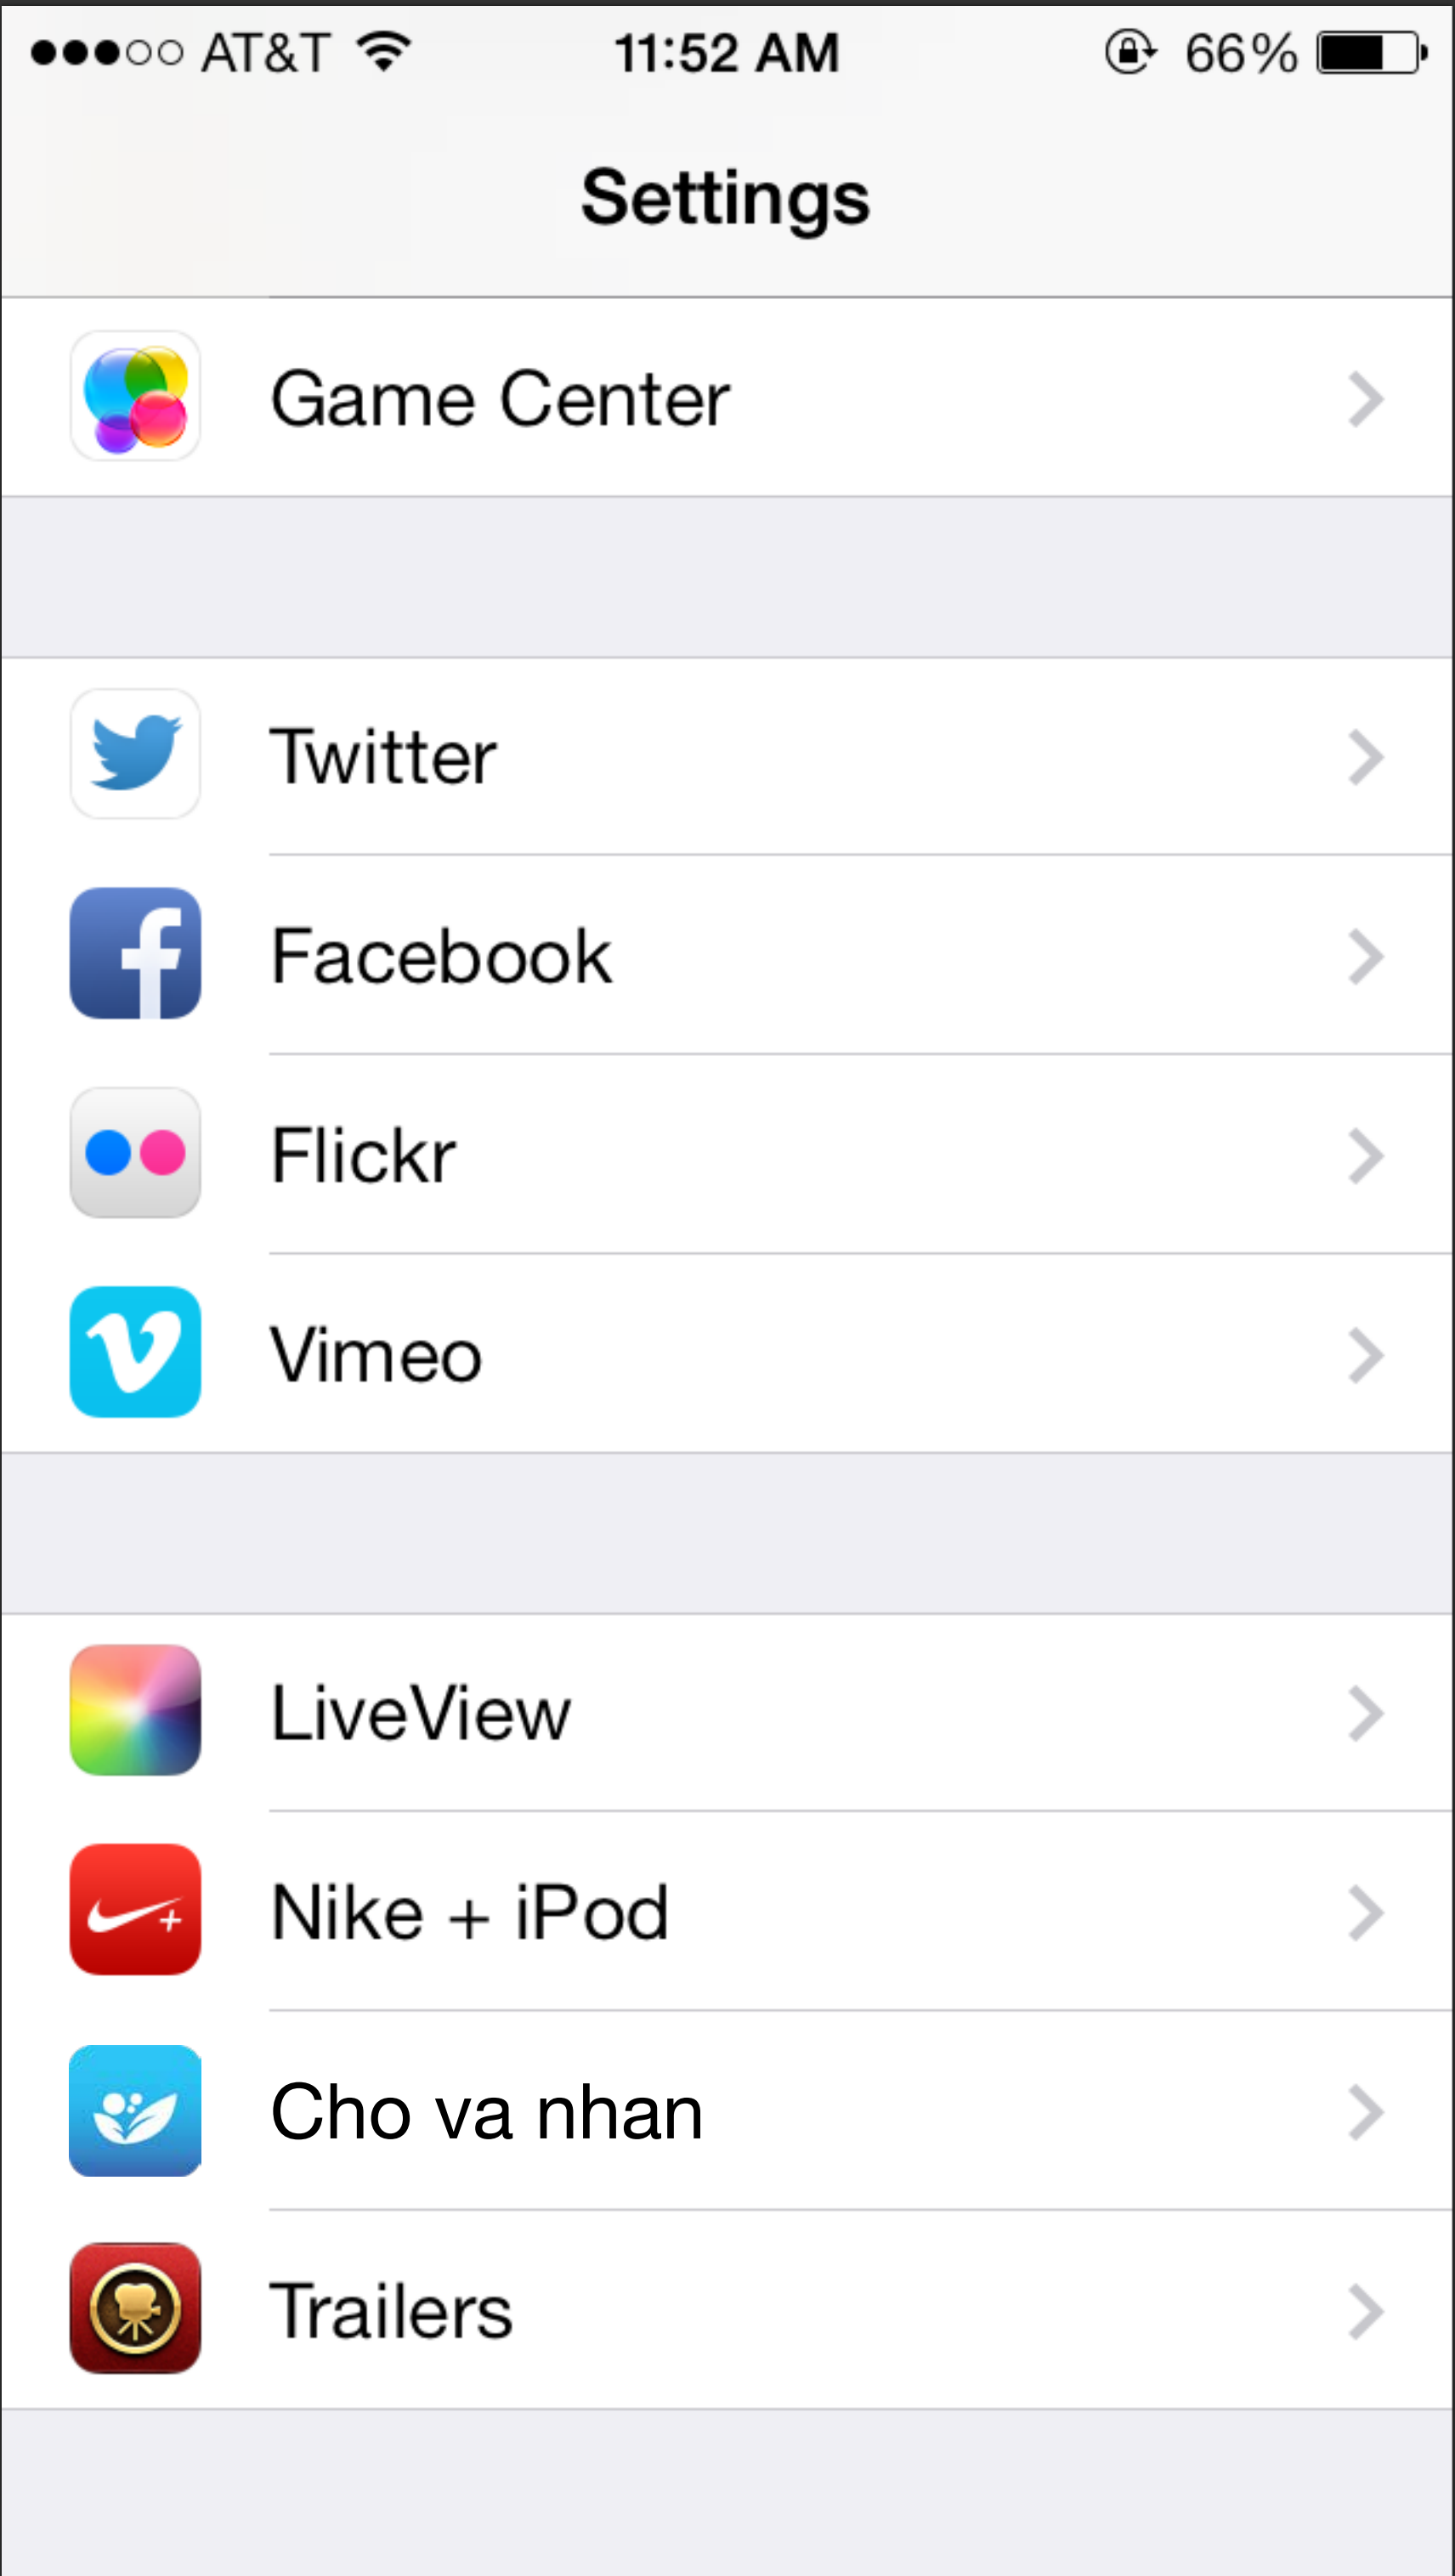 AT&T 11:52 AM 66%
Settings
Game Center
Twitter
Facebook
Flickr
Vimeo
LiveView
Nike + iPod
Cho va nhan
Trailers